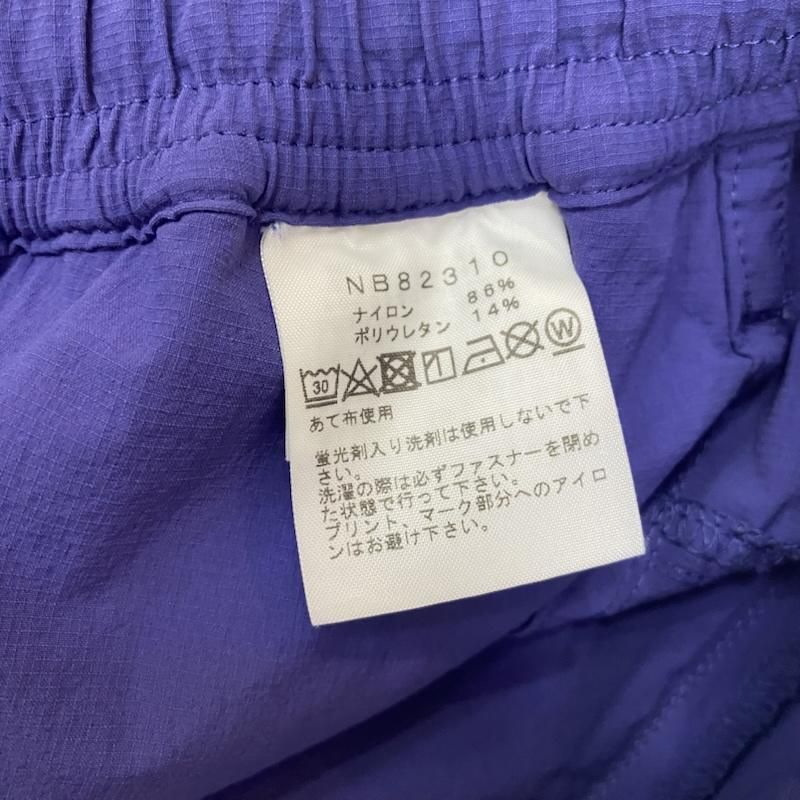 NB82310
ナイロン 86%
ポリウレタン 14%
30 W
あて布使用
蛍光剤入り洗剤は使用しないで下
さい。
洗濯の際は必ずファスナーを閉め
た状態で行って下さい。
プリント、マーク部分へのアイロ
ンはお避け下さい。